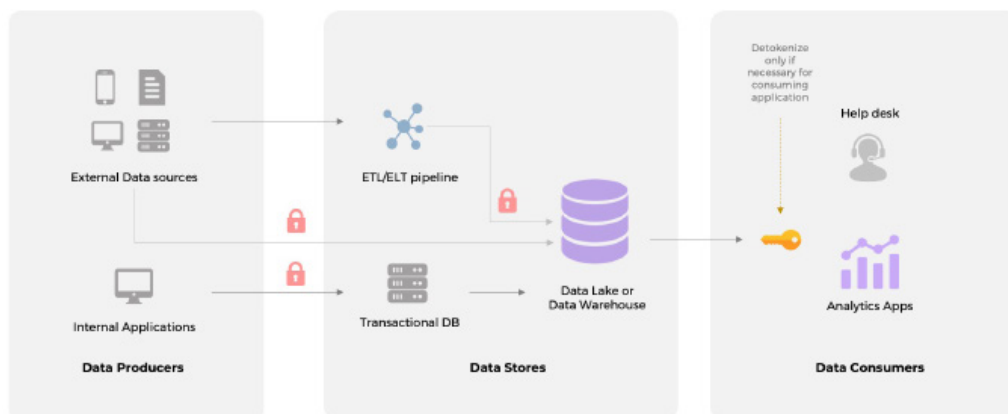 External Data sources
Internal Applications
Data Producers
ETL/ELT pipeline
Transactional DB
Data Lake or
Data Warehouse
Data Stores
Detokenize
only if
necessary for
consuming
application
Help desk
Analytics Apps
Data Consumers